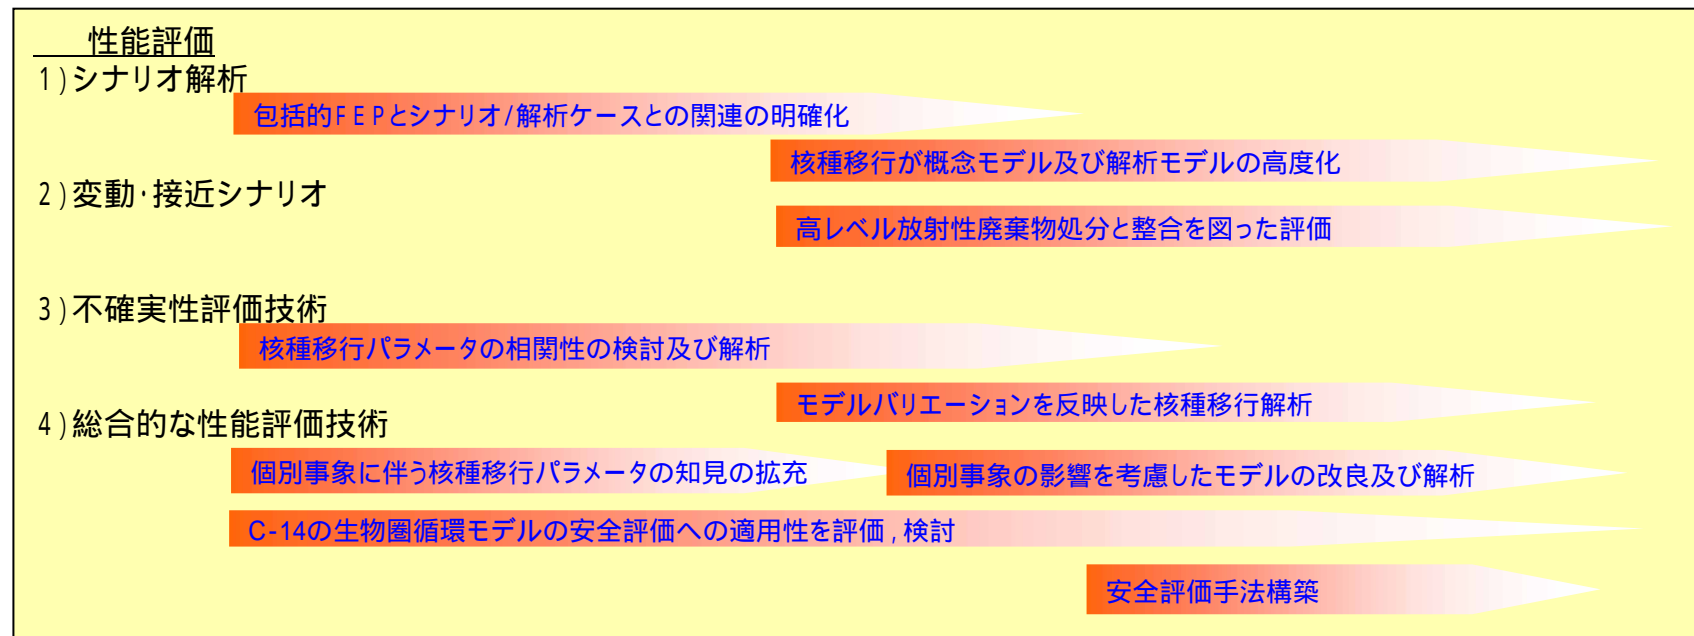 性能評価
1)シナリオ解析
包括的FEPとシナリオ/解析ケースとの関連の明確化
核種移行が概念モデル及び解析モデルの高度化
2)変動･接近シナリオ
高レベル放射性廃棄物処分と整合を図った評価
3)不確実性評価技術
核種移行パラメータの相関性の検討及び解析
モデルバリエーションを反映した核種移行解析
4)総合的な性能評価技術
個別事象に伴う核種移行パラメータの知見の拡充
個別事象の影響を考慮したモデルの改良及び解析
C-14の生物圏循環モデルの安全評価への適用性を評価,検討
安全評価手法構築